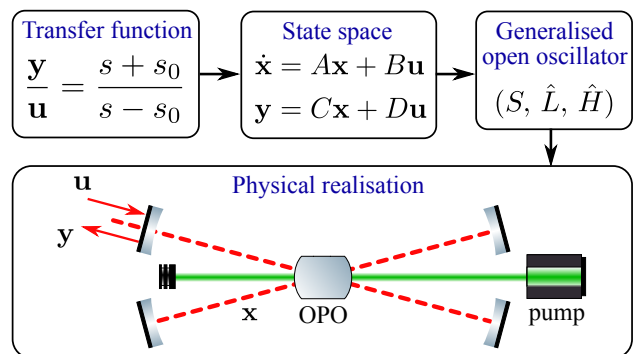 Transfer function
y/u = (s + s₀)/(s − s₀)
State space
ẋ = Ax + Bu
y = Cx + Du
Generalised
open oscillator
(S, L̂, Ĥ)
Physical realisation
u
y
x
OPO
pump